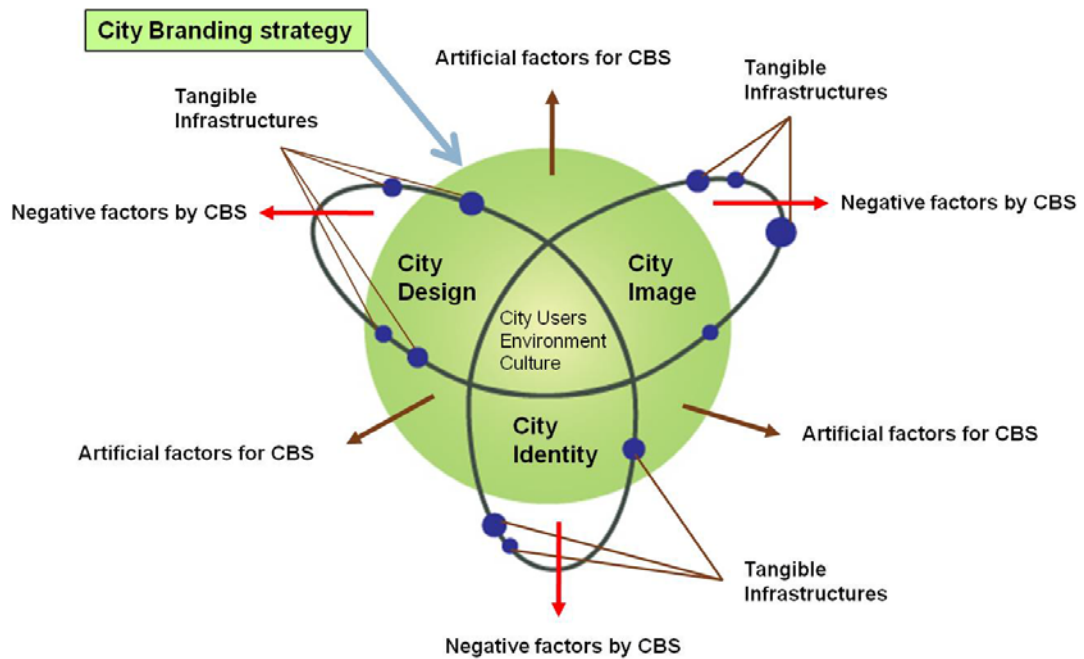 City Branding strategy
Artificial factors for CBS
Tangible
Infrastructures
Tangible
Infrastructures
Negative factors by CBS
Negative factors by CBS
City
Design
City
Image
City Users
Environment
Culture
City
Identity
Artificial factors for CBS
Artificial factors for CBS
Tangible
Infrastructures
Negative factors by CBS